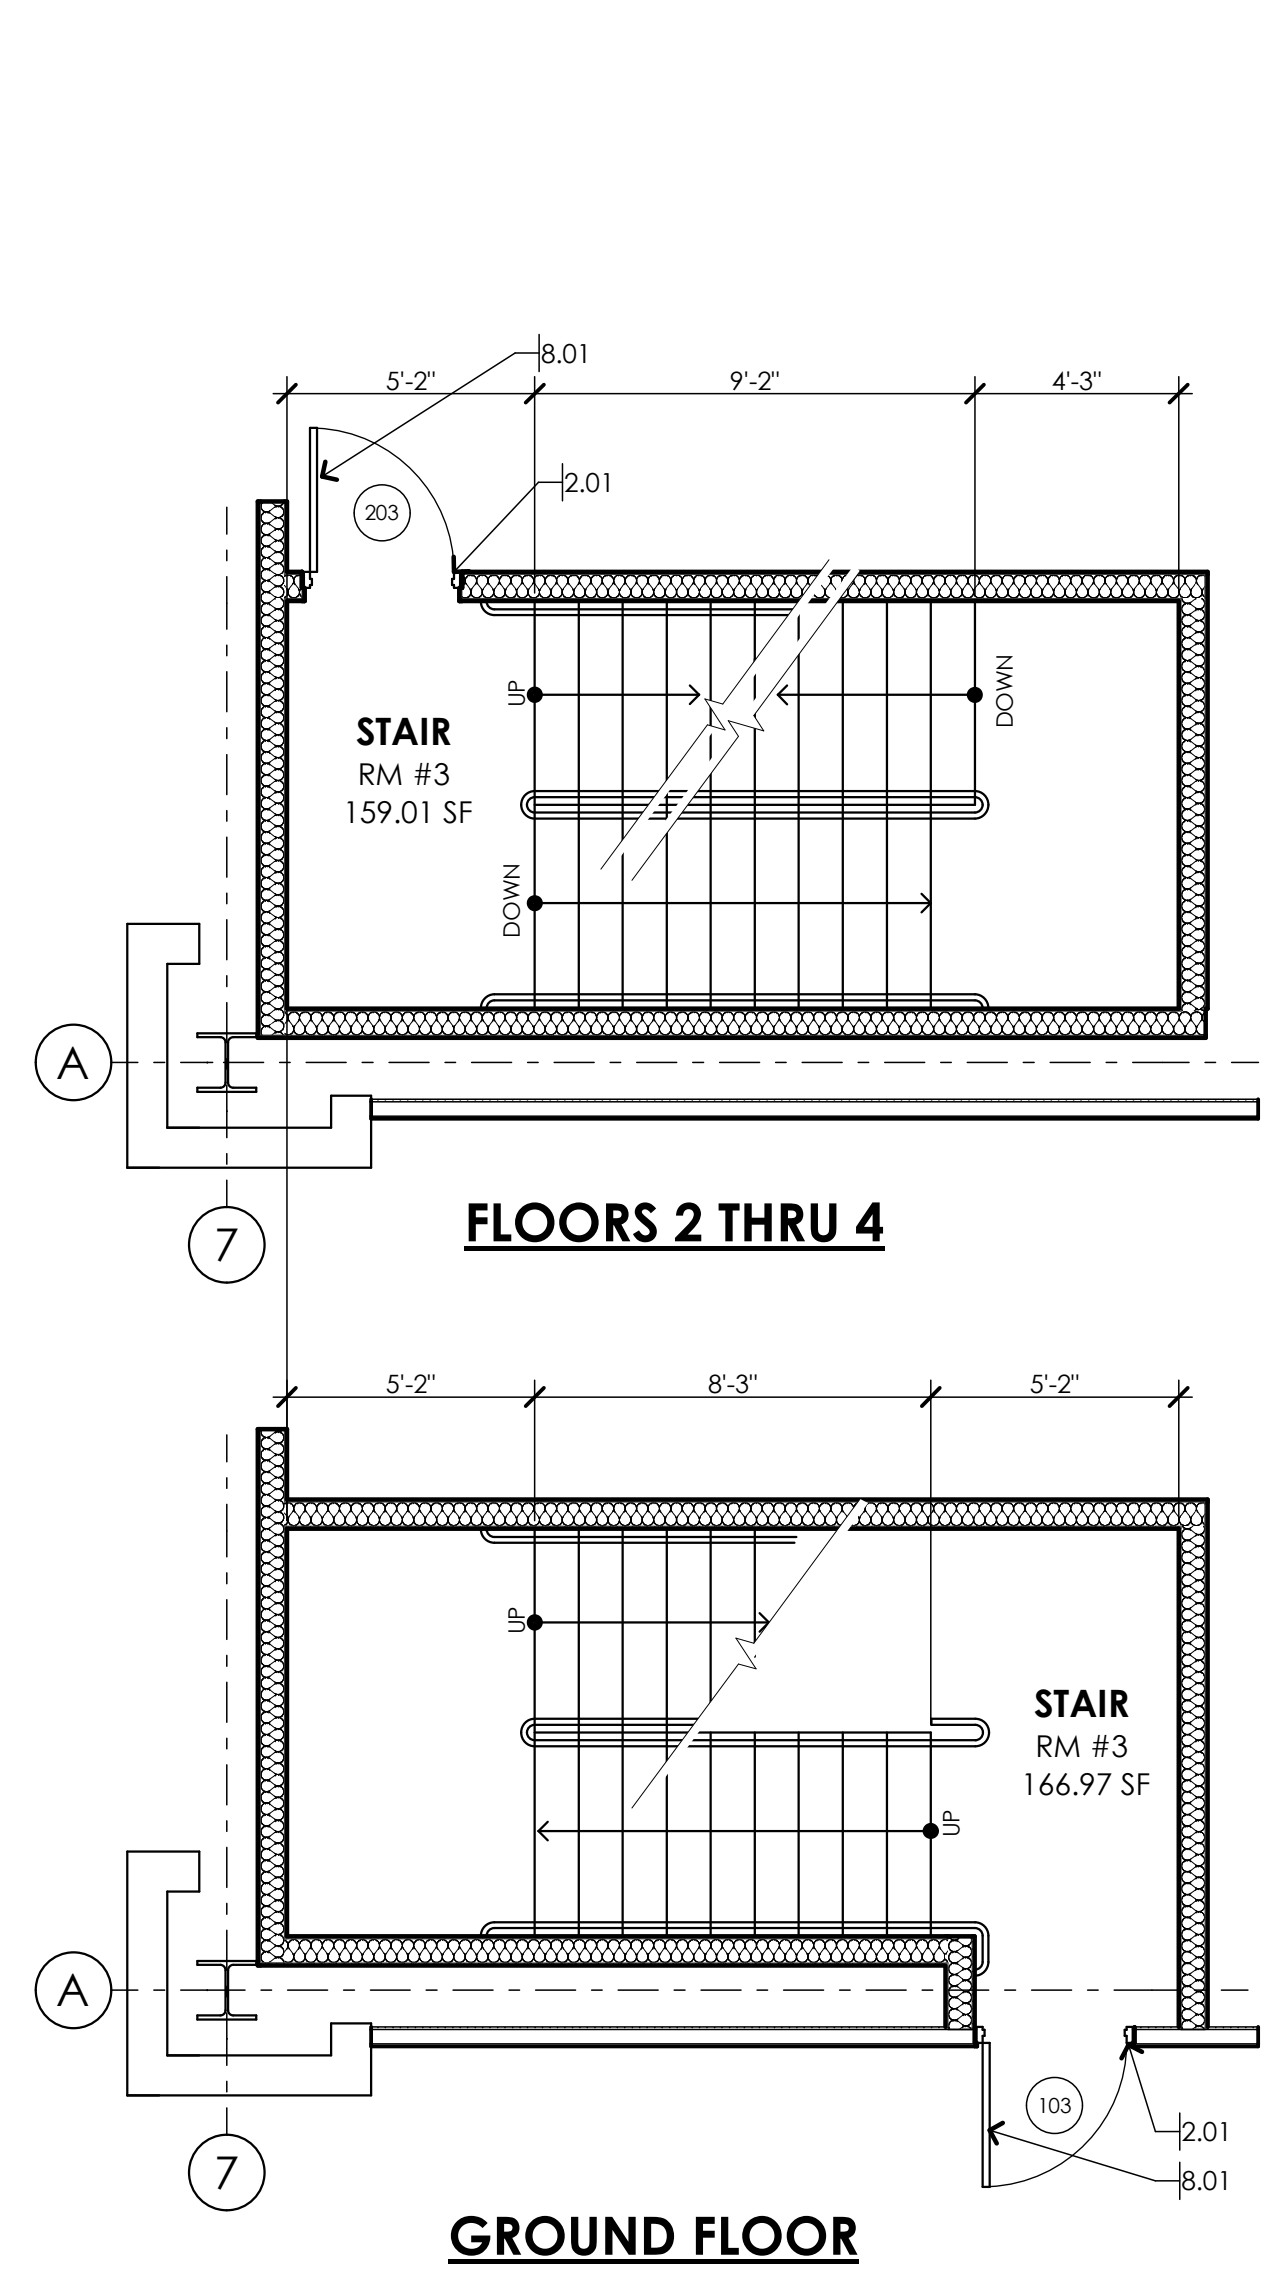 8.01
5'-2"
9'-2"
4'-3"
2.01
203
UP
DOWN
STAIR
RM #3
159.01 SF
DOWN
A
FLOORS 2 THRU 4
7
5'-2"
8'-3"
5'-2"
UP
STAIR
RM #3
166.97 SF
UP
A
103
2.01
7
8.01
GROUND FLOOR